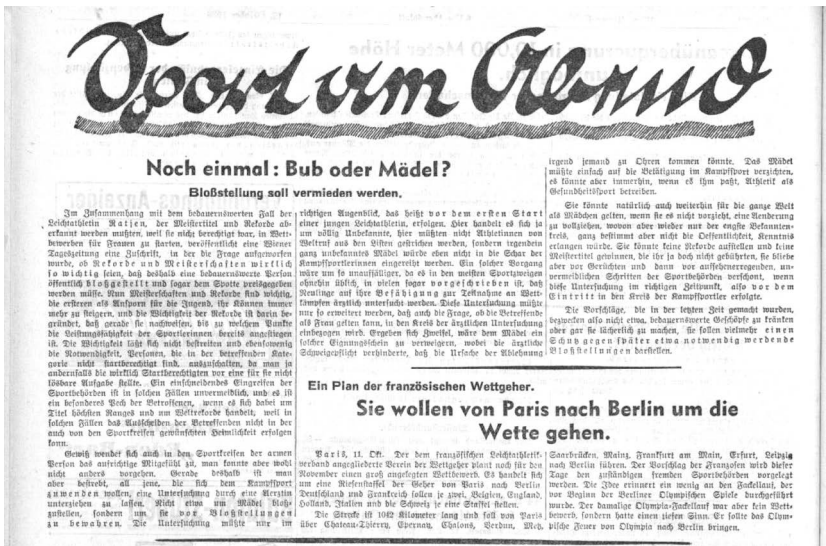 Sport am Abend
Noch einmal: Bub oder Mädel?
Bloßstellung soll vermieden werden.
Im Zusammenhang mit dem bedauernswerten Fall der
Leichtathletin Ratjen, der Meistertitel und Rekorde ab-
erkannt werden mußten, weil sie nicht berechtigt war, in Wett-
bewerben für Frauen zu starten, veröffentlicht eine Wiener
Tageszeitung eine Zuschrift, in der die Frage aufgeworfen
wurde, ob Rekorde und Meisterschaften wirklich
so wichtig seien, daß deshalb eine bedauernswerte Person
öffentlich bloßgestellt und sogar dem Spotte preisgegeben
werden müsse. Nun Meisterschaften und Rekorde sind wichtig,
die ersteren als Ansporn für die Jugend, ihr Können immer
mehr zu steigern, und die Wichtigkeit der Rekorde ist darin be-
gründet, daß gerade sie nachweisen, bis zu welchem Punkte
die Leistungsfähigkeit der Sportlerinnen bereits angestiegen
ist. Die Wichtigkeit läßt sich nicht bestreiten und ebensowenig
die Notwendigkeit, Personen, die in der betreffenden Kate-
gorie nicht startberechtigt sind, auszuschalten, da man ja
andernfalls die wirklich Startberechtigten vor eine für sie nicht
lösbare Aufgabe stellte. Ein einschneidendes Eingreifen der
Sportbehörden ist in solchen Fällen unvermeidlich, und es ist
ein besonderes Pech der Betroffenen, wenn es sich dabei um
Titel höchsten Ranges und um Weltrekorde handelt, weil in
solchen Fällen das Ausscheiden der Betreffenden nicht in der
auch von den Sportkreisen gewünschten Heimlichkeit erfolgen
kann.
Gewiß wendet sich auch in den Sportkreisen der armen
Person das aufrichtige Mitgefühl zu, man konnte aber wohl
nicht anders vorgehen. Gerade deshalb ist man
aber bestrebt, all jene, die sich dem Kampfsport
zuwenden wollen, eine Untersuchung durch eine Aerztin
unterziehen zu lassen. Nicht etwa um Mädel bloß-
zustellen, sondern um sie vor Bloßstellungen
zu bewahren. Die Untersuchung müßte nur im
richtigen Augenblick, das heißt vor dem ersten Start
einer jungen Leichtathletin, erfolgen, hier handelt es sich ja
um völlig Unbekannte, hier müßten nicht Athletinnen von
Weltruf aus den Listen gestrichen werden, sondern irgendein
ganz unbekanntes Mädel würde eben nicht in die Schar der
Kampfsportlerinnen eingereiht werden. Ein solcher Vorgang
wäre um so unauffälliger, da es in den meisten Sportzweigen
ohnehin üblich, in vielen sogar vorgeschrieben ist, daß
Neulinge auf ihre Befähigung zur Teilnahme an Wett-
kämpfen ärztlich untersucht werden. Diese Untersuchung müßte
nur so erweitert werden, daß auch die Frage, ob die Betreffende
als Frau gelten kann, in den Kreis der ärztlichen Untersuchung
einbezogen wird. Ergeben sich Zweifel, wäre dem Mädel ein
solcher Eignungsschein zu verweigern, wobei die ärztliche
Schweigepflicht verhinderte, daß die Ursache der Ablehnung
irgend jemand zu Ohren kommen könnte. Das Mädel
müßte einfach auf die Betätigung im Kampfsport verzichten,
es könnte aber immerhin, wenn es ihm paßt, Athletik als
Gesundheitssport betreiben.
Sie könnte natürlich auch weiterhin für die ganze Welt
als Mädchen gelten, wenn sie es nicht vorzieht, eine Aenderung
zu vollziehen, wovon aber wieder nur der engste Bekannten-
kreis, ganz bestimmt aber nicht die Oeffentlichkeit, Kenntnis
erlangen würde. Sie könnte keine Rekorde aufstellen und keine
Meistertitel gewinnen, die ihr ja doch nicht gebührten, sie bliebe
aber vor Gerüchten und dann vor aufsehenerregenden, un-
vermeidlichen Schritten der Sportbehörden verschont, wenn
diese Untersuchung im richtigen Zeitpunkt, also vor dem
Eintritt in den Kreis der Kampfsportler erfolgte.
Die Vorschläge, die in der letzten Zeit gemacht wurden,
bezwecken also nicht etwa, bedauernswerte Geschöpfe zu kränken
oder gar sie lächerlich zu machen, sie sollen vielmehr einen
Schutz gegen später etwa notwendig werdende
Bloßstellungen darstellen.
Ein Plan der französischen Wettgeher.
Sie wollen von Paris nach Berlin um die
Wette gehen.
Paris, 11. Okt. Der dem französischen Leichtathletik-
verband angegliederte Verein der Wettgeher plant noch für den
November einen groß angelegten Wettbewerb. Es handelt sich
um eine Riesenstaffel der Geher von Paris nach Berlin
Deutschland und Frankreich sollen je zwei, Belgien, England,
Holland, Italien und die Schweiz je eine Staffel stellen.
Die Strecke ist 1042 Kilometer lang und soll von Paris
über Chateau-Thierry, Epernay, Chalons, Verdun, Metz,
Saarbrücken, Mainz, Frankfurt am Main, Erfurt, Leipzig
nach Berlin führen. Der Vorschlag der Franzosen wird dieser
Tage den zuständigen fremden Sportbehörden vorgelegt
werden. Die Idee erinnert ein wenig an den Fackellauf, der
vor Beginn der Berliner Olympischen Spiele durchgeführt
wurde. Der damalige Olympia-Fackellauf war aber kein Wett-
bewerb, sondern hatte einen tiefen Sinn. Er sollte das Olym-
pische Feuer von Olympia nach Berlin bringen.